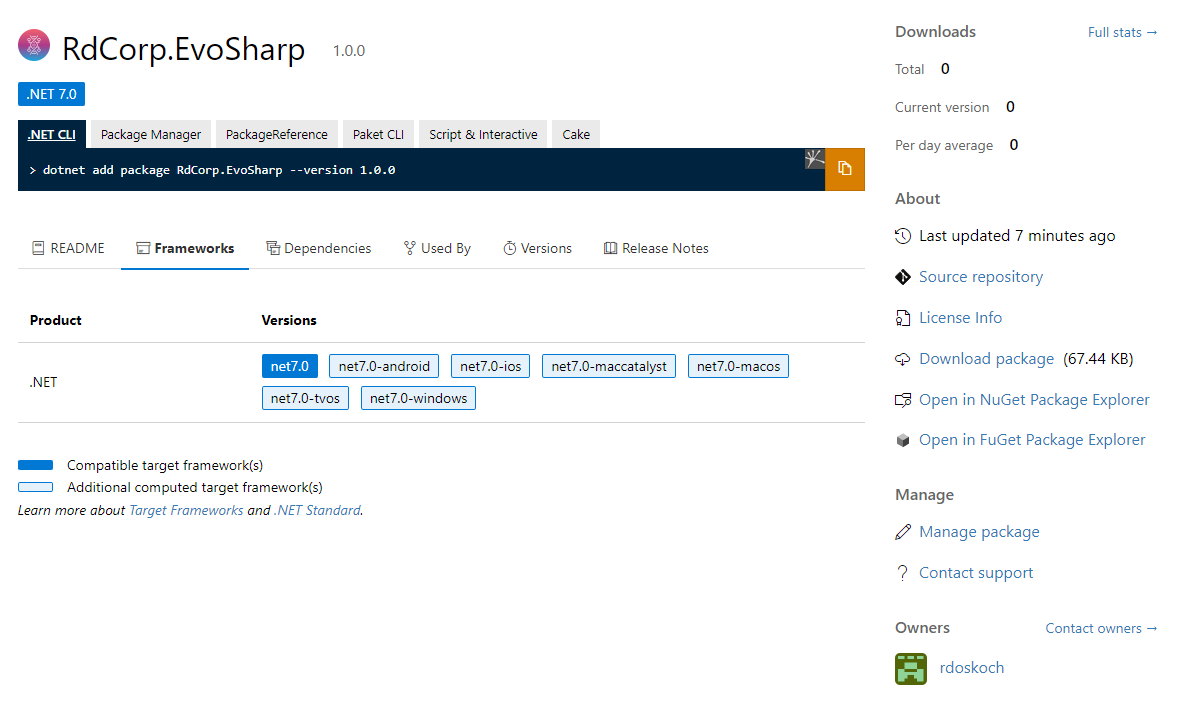 RdCorp.EvoSharp 1.0.0
.NET 7.0
.NET CLI Package Manager PackageReference Paket CLI Script & Interactive Cake
> dotnet add package RdCorp.EvoSharp --version 1.0.0
README Frameworks Dependencies Used By Versions Release Notes
Product Versions
.NET
net7.0 net7.0-android net7.0-ios net7.0-maccatalyst net7.0-macos
net7.0-tvos net7.0-windows
Compatible target framework(s)
Additional computed target framework(s)
Learn more about Target Frameworks and .NET Standard.
Downloads Full stats →
Total 0
Current version 0
Per day average 0
About
Last updated 7 minutes ago
Source repository
License Info
Download package (67.44 KB)
Open in NuGet Package Explorer
Open in FuGet Package Explorer
Manage
Manage package
? Contact support
Owners Contact owners →
rdoskoch